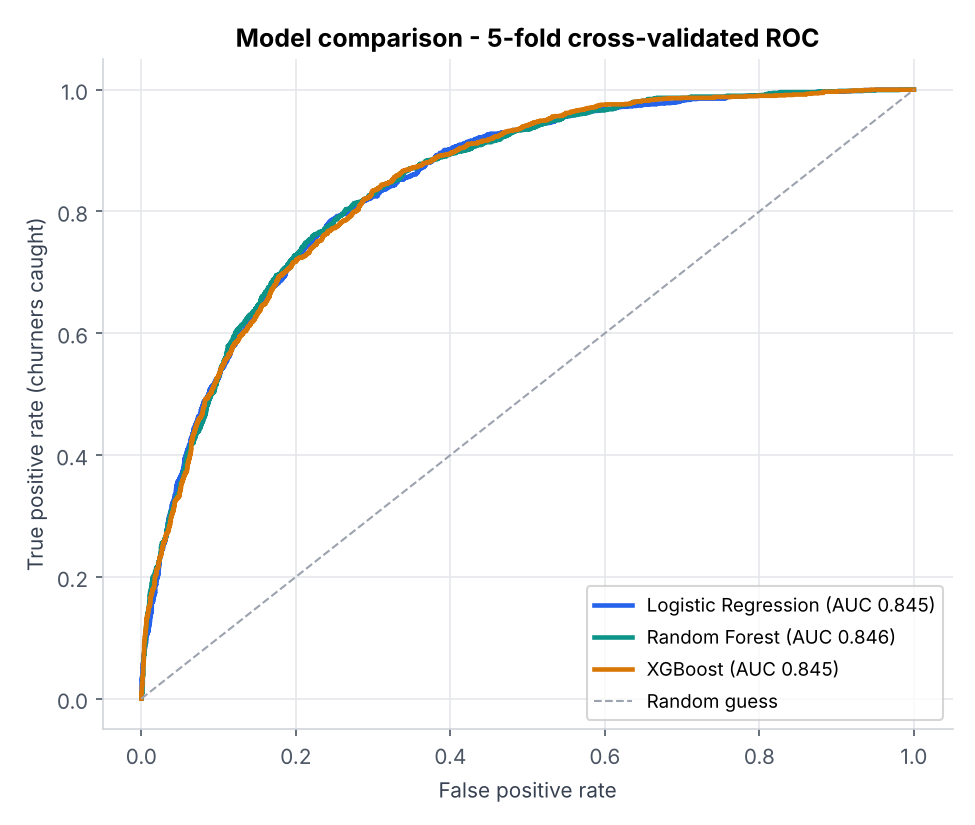 Model comparison - 5-fold cross-validated ROC
True positive rate (churners caught)
1.0
0.8
0.6
0.4
0.2
0.0
Logistic Regression (AUC 0.845)
Random Forest (AUC 0.846)
XGBoost (AUC 0.845)
Random guess
0.0 0.2 0.4 0.6 0.8 1.0
False positive rate